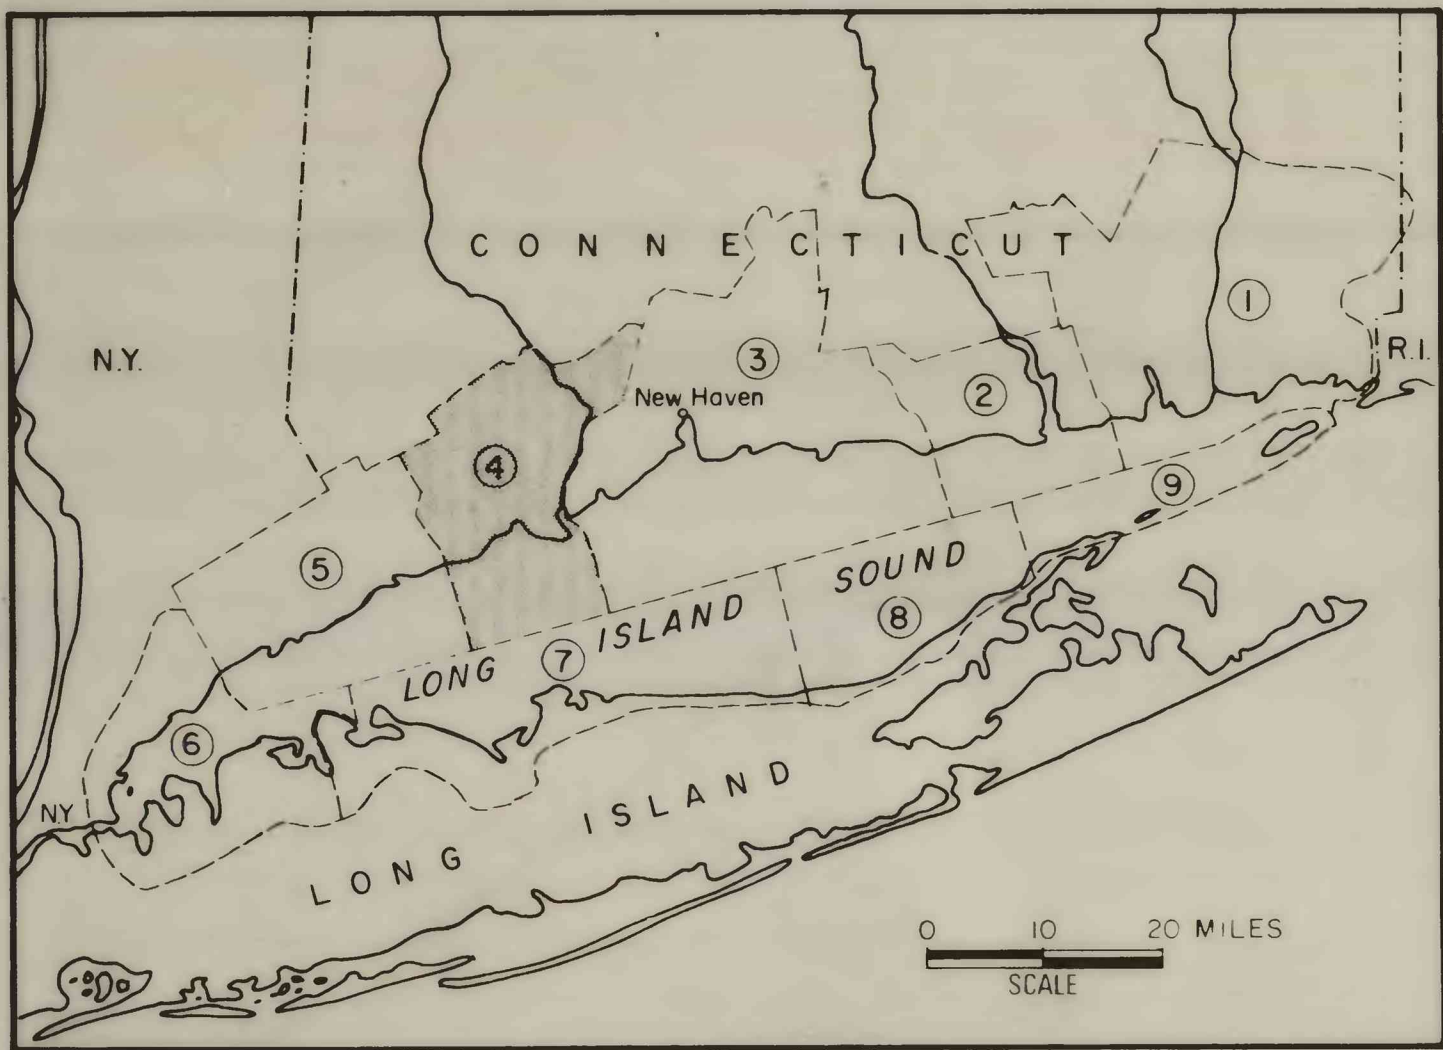 CONNECTICUT
1
N.Y.
3
R.I.
New Haven
2
4
9
5
SOUND
8
ISLAND
7
LONG
6
N.Y
ISLAND
LONG
0 10 20 MILES
SCALE